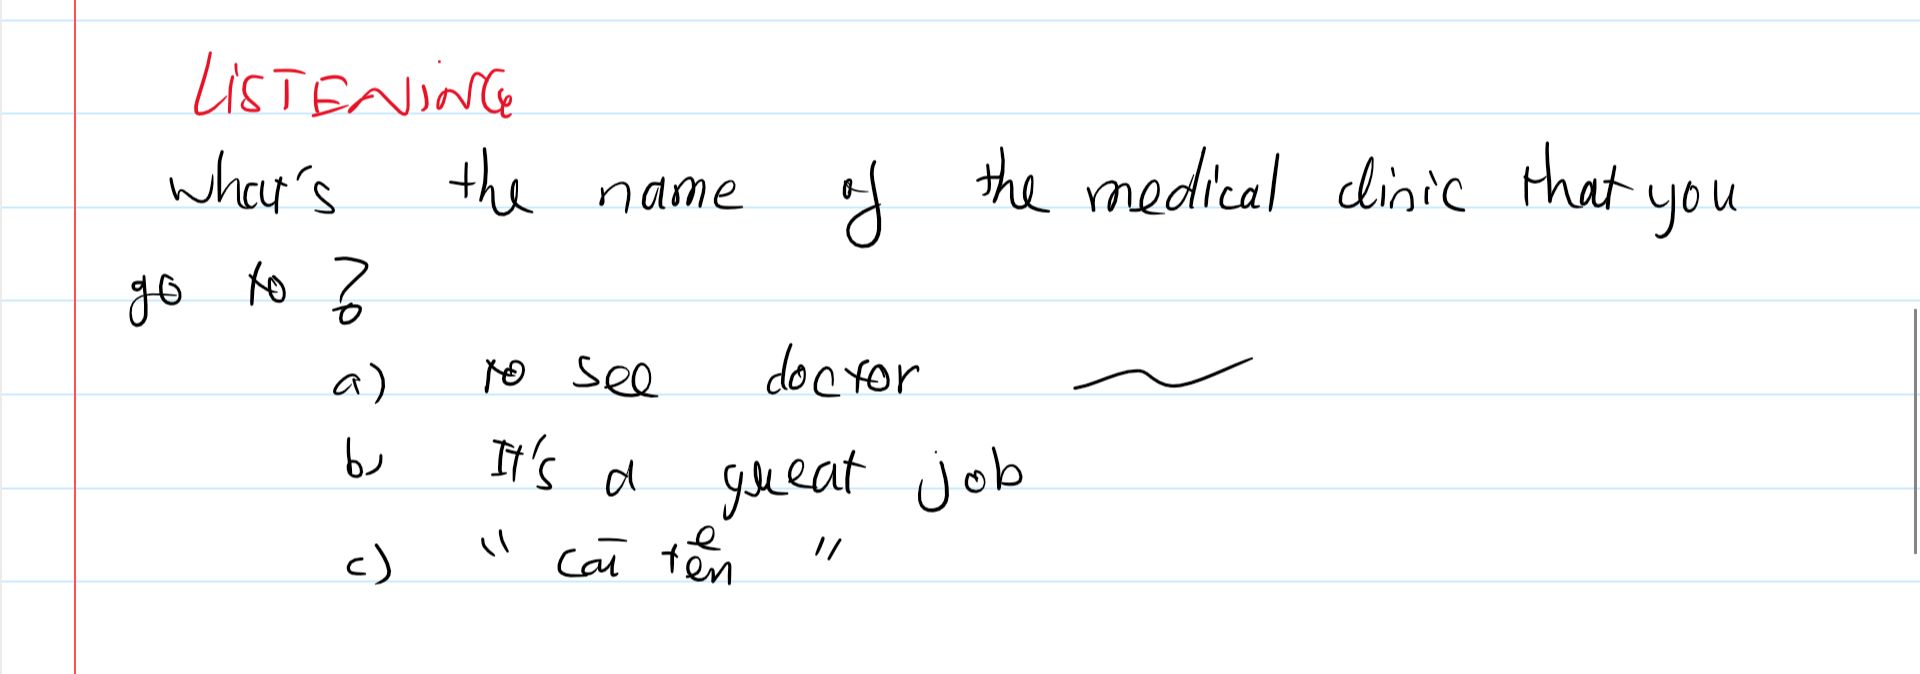 LISTENING
what's the name of the medical clinic that you
go to?
a) to see doctor
b) It's a great job
c) " cái tên "